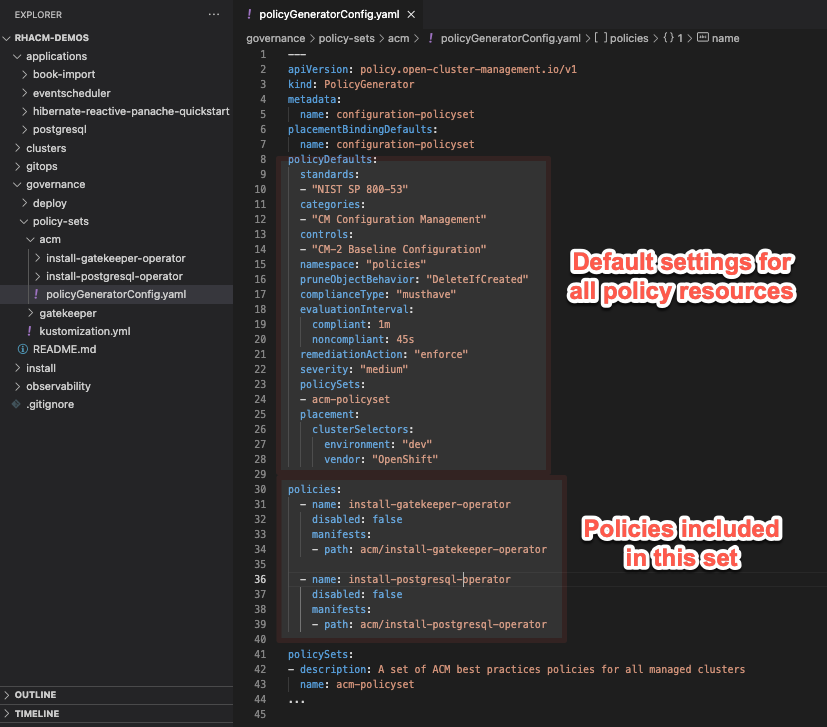 EXPLORER
...
RHACM-DEMOS
applications
book-import
eventscheduler
hibernate-reactive-panache-quickstart
postgresql
clusters
gitops
governance
deploy
policy-sets
acm
install-gatekeeper-operator
install-postgresql-operator
! policyGeneratorConfig.yaml
gatekeeper
! kustomization.yml
README.md
install
observability
.gitignore
OUTLINE
TIMELINE
! policyGeneratorConfig.yaml ×
governance > policy-sets > acm > ! policyGeneratorConfig.yaml > [ ] policies > { } 1 > abc name
1 ---
2 apiVersion: policy.open-cluster-management.io/v1
3 kind: PolicyGenerator
4 metadata:
5 name: configuration-policyset
6 placementBindingDefaults:
7 name: configuration-policyset
8 policyDefaults:
9 standards:
10 - "NIST SP 800-53"
11 categories:
12 - "CM Configuration Management"
13 controls:
14 - "CM-2 Baseline Configuration"
15 namespace: "policies"
16 pruneObjectBehavior: "DeleteIfCreated"
17 complianceType: "musthave"
18 evaluationInterval:
19 compliant: 1m
20 noncompliant: 45s
21 remediationAction: "enforce"
22 severity: "medium"
23 policySets:
24 - acm-policyset
25 placement:
26 clusterSelectors:
27 environment: "dev"
28 vendor: "OpenShift"
29
30 policies:
31 - name: install-gatekeeper-operator
32 disabled: false
33 manifests:
34 - path: acm/install-gatekeeper-operator
35
36 - name: install-postgresql-operator
37 disabled: false
38 manifests:
39 - path: acm/install-postgresql-operator
40
41 policySets:
42 - description: A set of ACM best practices policies for all managed clusters
43 name: acm-policyset
44 ...
45
Default settings for
all policy resources
Policies included
in this set